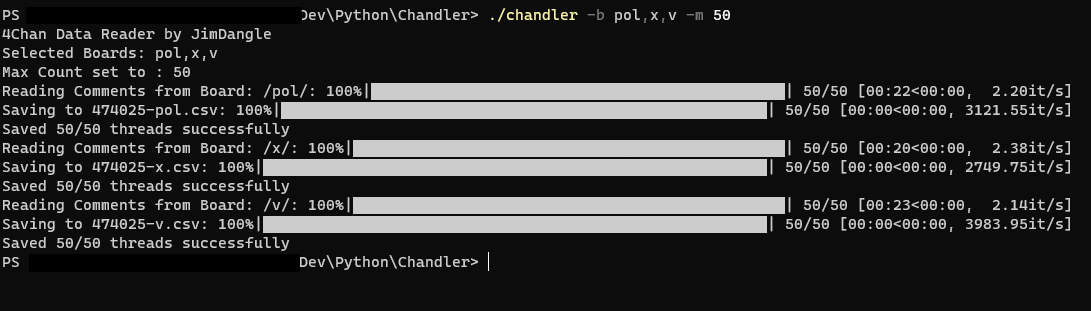 PS Dev\Python\Chandler> ./chandler -b pol,x,v -m 50
4Chan Data Reader by JimDangle
Selected Boards: pol,x,v
Max Count set to : 50
Reading Comments from Board: /pol/: 100%| | 50/50 [00:22<00:00, 2.20it/s]
Saving to 474025-pol.csv: 100%| | 50/50 [00:00<00:00, 3121.55it/s]
Saved 50/50 threads successfully
Reading Comments from Board: /x/: 100%| | 50/50 [00:20<00:00, 2.38it/s]
Saving to 474025-x.csv: 100%| | 50/50 [00:00<00:00, 2749.75it/s]
Saved 50/50 threads successfully
Reading Comments from Board: /v/: 100%| | 50/50 [00:23<00:00, 2.14it/s]
Saving to 474025-v.csv: 100%| | 50/50 [00:00<00:00, 3983.95it/s]
Saved 50/50 threads successfully
PS Dev\Python\Chandler>